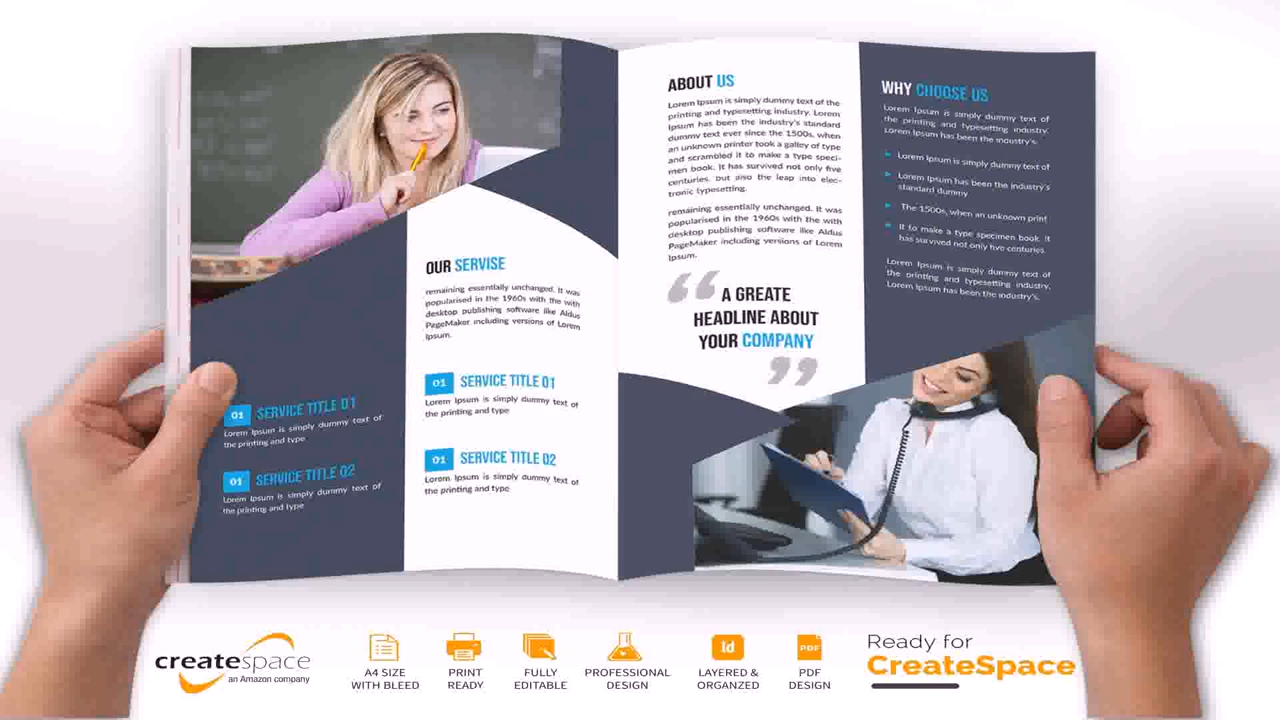 OUR SERVISE
remaining essentially unchanged. It was
popularised in the 1960s with the with
desktop publishing software like Aldus
PageMaker including versions of Lorem
Ipsum.
01 SERVICE TITLE 01
Lorem Ipsum is simply dummy text of
the printing and type
01 SERVICE TITLE 02
Lorem Ipsum is simply dummy text of
the printing and type
01 SERVICE TITLE 01
Lorem Ipsum is simply dummy text of
the printing and type
01 SERVICE TITLE 02
Lorem Ipsum is simply dummy text of
the printing and type
ABOUT US
Lorem Ipsum is simply dummy text of the
printing and typesetting industry. Lorem
Ipsum has been the industry's standard
dummy text ever since the 1500s, when
an unknown printer took a galley of type
and scrambled it to make a type speci-
men book. It has survived not only five
centuries, but also the leap into elec-
tronic typesetting.
remaining essentially unchanged. It was
popularised in the 1960s with the with
desktop publishing software like Aldus
PageMaker including versions of Lorem
Ipsum.
“ A GREATE
HEADLINE ABOUT
YOUR COMPANY
”
WHY CHOOSE US
Lorem Ipsum is simply dummy text of
the printing and typesetting industry.
Lorem Ipsum has been the industry's.
Lorem Ipsum is simply dummy text of
Lorem Ipsum has been the industry's
standard dummy
The 1500s, when an unknown print
It to make a type specimen book. It
has survived not only five centuries.
Lorem Ipsum is simply dummy text of
the printing and typesetting industry.
Lorem Ipsum has been the industry's.
createspace
an Amazon company
A4 SIZE
WITH BLEED
PRINT
READY
FULLY
EDITABLE
PROFESSIONAL
DESIGN
Id
LAYERED &
ORGANZED
PDF
PDF
DESIGN
Ready for
CreateSpace